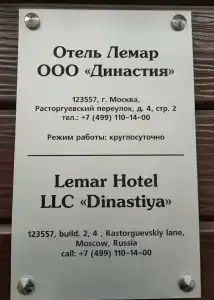 Отель Лемар
ООО «Династия»
123557, г. Москва,
Расторгуевский переулок, д. 4, стр. 2
тел.: +7 (499) 110-14-00
Режим работы: круглосуточно
Lemar Hotel
LLC «Dinastiya»
123557, build. 2, 4 , Rastorguevskiy lane,
Moscow, Russia
call: +7 (499) 110-14-00